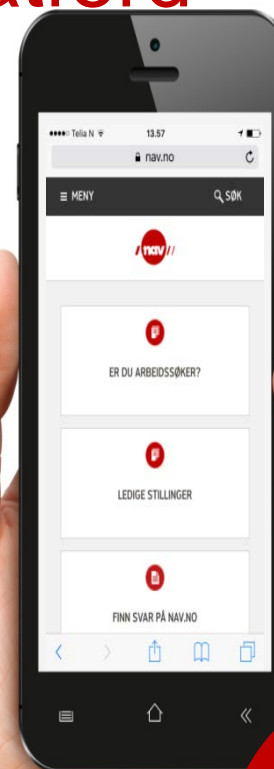 Telia N 13.57
nav.no
MENY SØK
nav
ER DU ARBEIDSSØKER?
LEDIGE STILLINGER
FINN SVAR PÅ NAV.NO